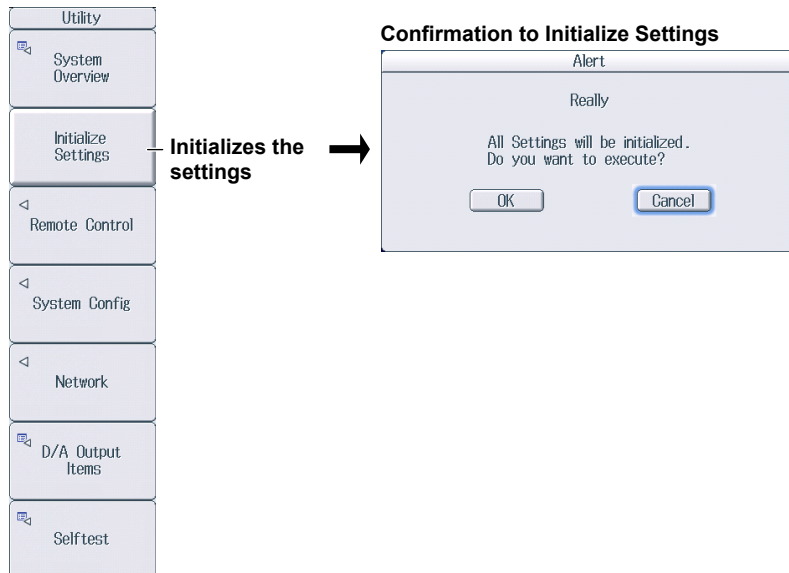 Utility
System
Overview
Initialize
Settings
Remote Control
System Config
Network
D/A Output
Items
Selftest
Initializes the
settings
Confirmation to Initialize Settings
Alert
Really
All Settings will be initialized.
Do you want to execute?
OK
Cancel